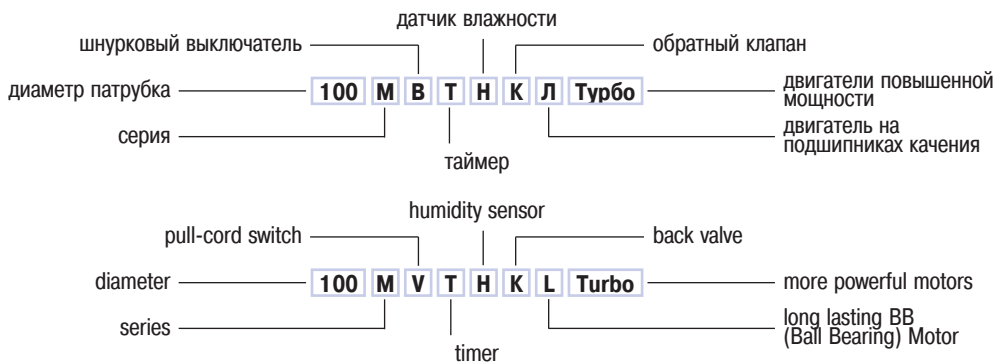 датчик влажности
шнурковый выключатель
обратный клапан
диаметр патрубка
100 М В Т Н К Л Турбо
двигатели повышенной
мощности
серия
таймер
двигатель на
подшипниках качения
humidity sensor
pull-cord switch
back valve
diameter
100 M V T H K L Turbo
more powerful motors
series
timer
long lasting BB
(Ball Bearing) Motor